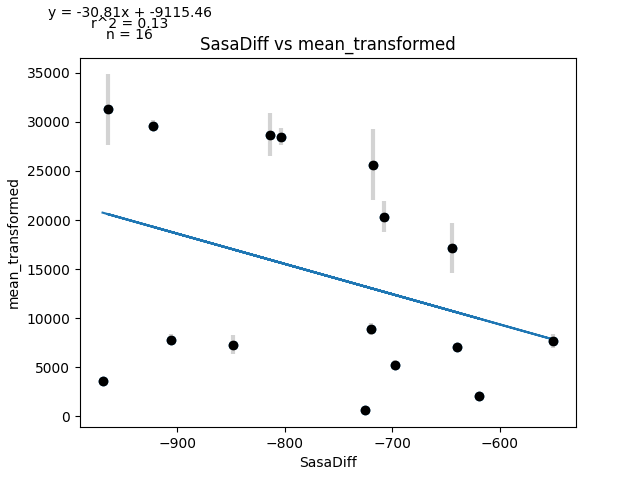 y = -30.81x + -9115.46
r^2 = 0.13
n = 16
SasaDiff vs mean_transformed
35000
30000
25000
20000
15000
10000
5000
0
mean_transformed
−900
−800
−700
−600
SasaDiff